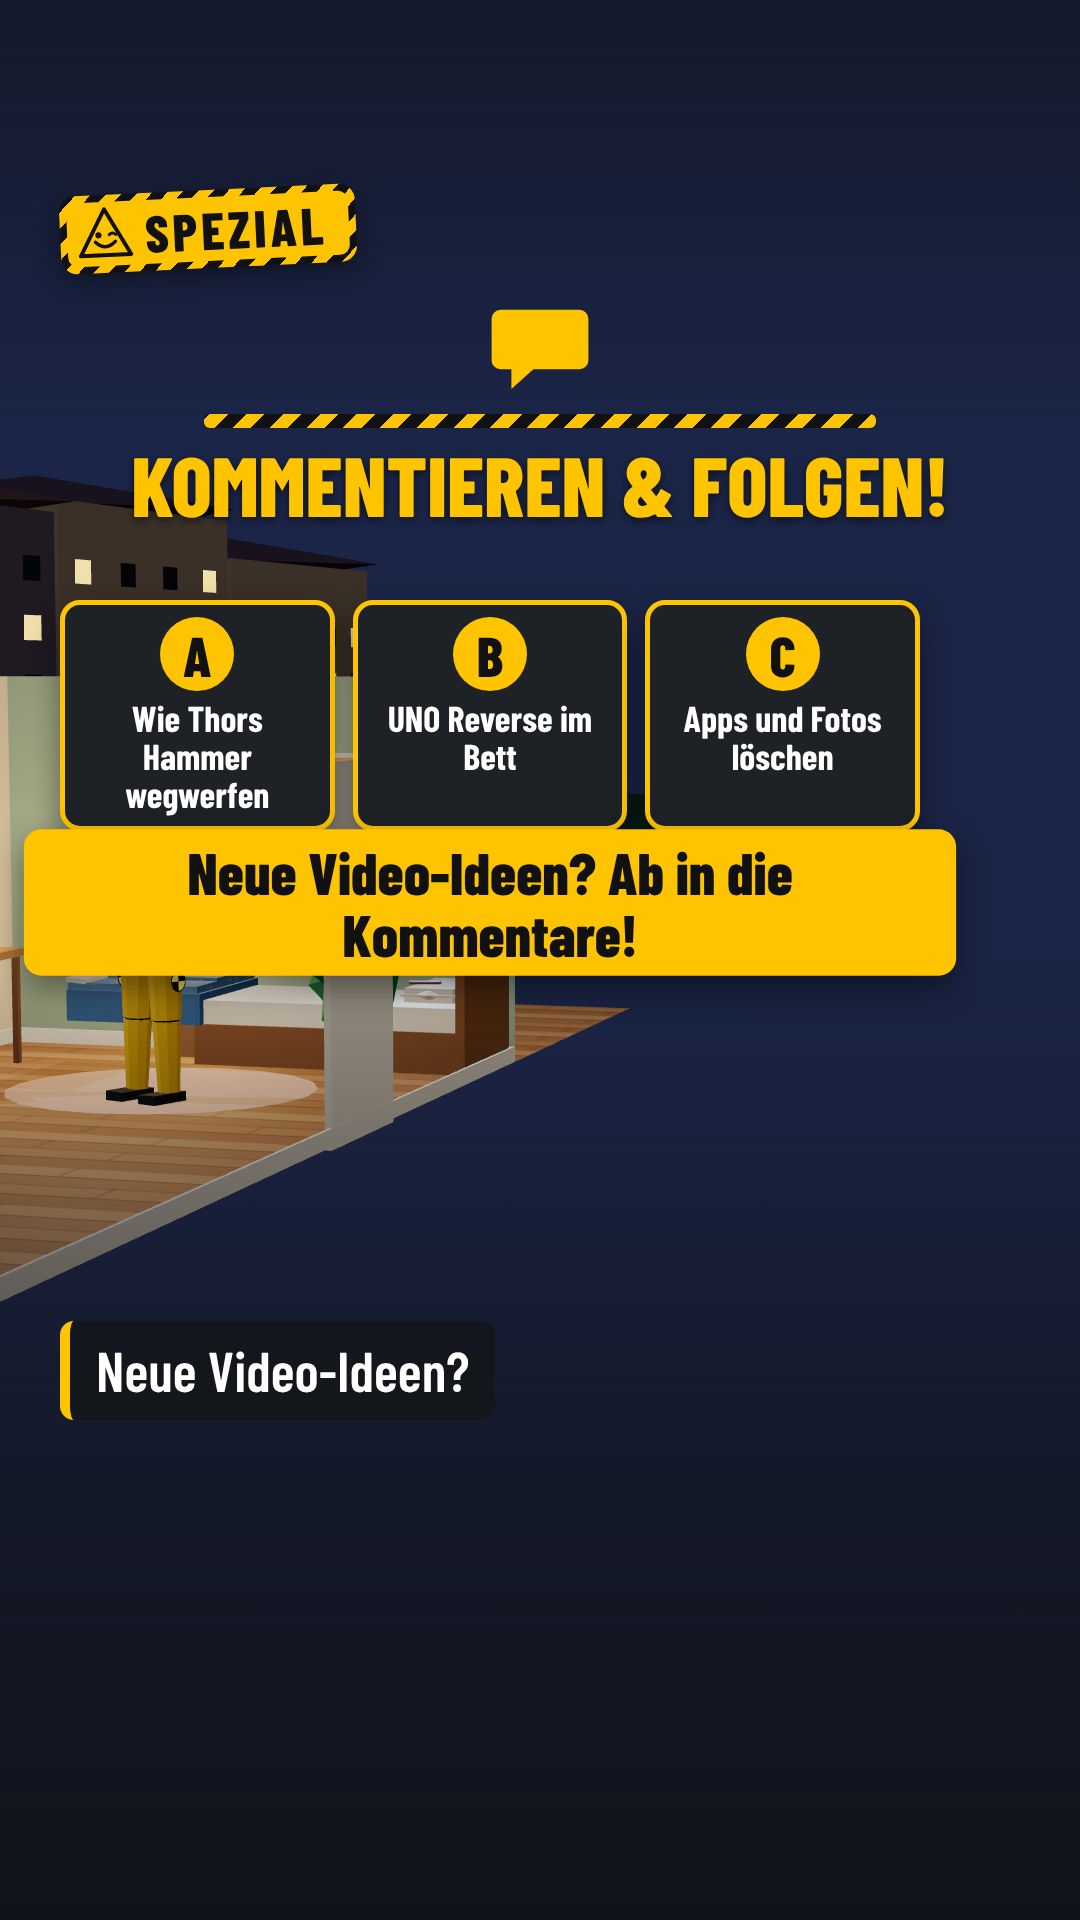 SPEZIAL
KOMMENTIEREN & FOLGEN!
A
Wie Thors
Hammer
wegwerfen
B
UNO Reverse im
Bett
C
Apps und Fotos
löschen
Neue Video-Ideen? Ab in die
Kommentare!
Neue Video-Ideen?